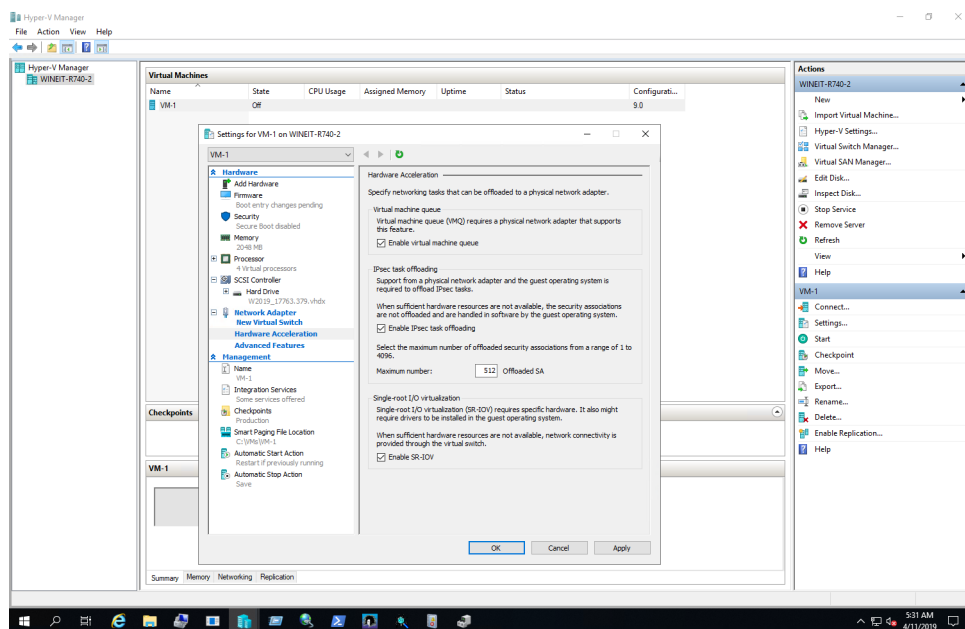 Hyper-V Manager
File Action View Help
Hyper-V Manager
WINEIT-R740-2
Virtual Machines
Name State CPU Usage Assigned Memory Uptime Status Configurati...
VM-1 Off 9.0
Settings for VM-1 on WINEIT-R740-2
VM-1
Hardware
Add Hardware
Firmware
Boot entry changes pending
Security
Secure Boot disabled
Memory
2048 MB
Processor
4 Virtual processors
SCSI Controller
Hard Drive
W2019_17763.379.vhdx
Network Adapter
New Virtual Switch
Hardware Acceleration
Advanced Features
Management
Name
VM-1
Integration Services
Some services offered
Checkpoints
Production
Smart Paging File Location
C:\VMs\VM-1
Automatic Start Action
Restart if previously running
Automatic Stop Action
Save
Hardware Acceleration
Specify networking tasks that can be offloaded to a physical network adapter.
Virtual machine queue
Virtual machine queue (VMQ) requires a physical network adapter that supports
this feature.
Enable virtual machine queue
IPsec task offloading
Support from a physical network adapter and the guest operating system is
required to offload IPsec tasks.
When sufficient hardware resources are not available, the security associations
are not offloaded and are handled in software by the guest operating system.
Enable IPsec task offloading
Select the maximum number of offloaded security associations from a range of 1 to
4096.
Maximum number: 512 Offloaded SA
Single-root I/O virtualization
Single-root I/O virtualization (SR-IOV) requires specific hardware. It also might
require drivers to be installed in the guest operating system.
When sufficient hardware resources are not available, network connectivity is
provided through the virtual switch.
Enable SR-IOV
OK Cancel Apply
Checkpoints
VM-1
Summary Memory Networking Replication
Actions
WINEIT-R740-2
New
Import Virtual Machine...
Hyper-V Settings...
Virtual Switch Manager...
Virtual SAN Manager...
Edit Disk...
Inspect Disk...
Stop Service
Remove Server
Refresh
View
Help
VM-1
Connect...
Settings...
Start
Checkpoint
Move...
Export...
Rename...
Delete...
Enable Replication...
Help
5:31 AM
4/11/2019